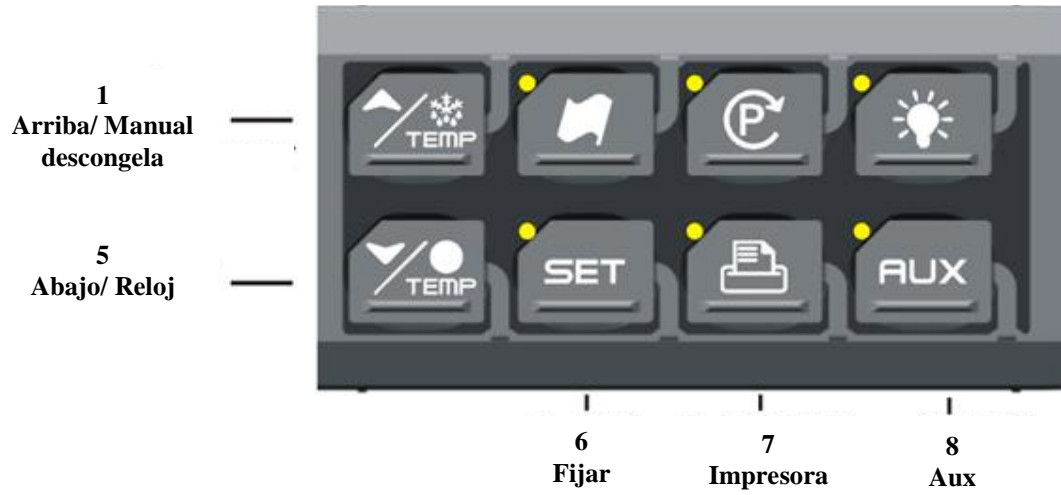 1
Arriba/ Manual
descongela
TEMP
P
5
Abajo/ Reloj
TEMP
SET
AUX
6
Fijar
7
Impresora
8
Aux